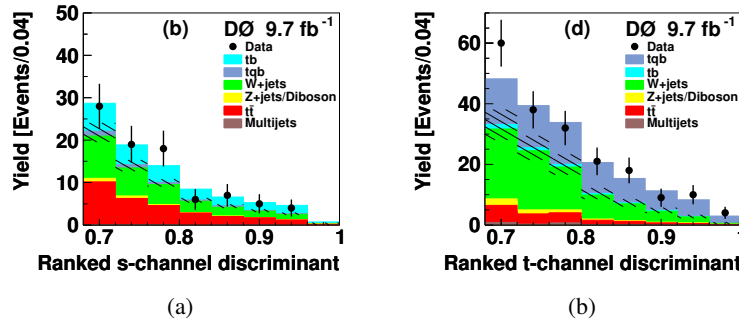 (b) DØ 9.7 fb⁻¹
Data
tb
tqb
W+jets
Z+jets/Diboson
tt̄
Multijets
Yield [Events/0.04]
50
40
30
20
10
0
0.7 0.8 0.9 1
Ranked s-channel discriminant
(a)
(d) DØ 9.7 fb⁻¹
Data
tqb
tb
W+jets
Z+jets/Diboson
tt̄
Multijets
Yield [Events/0.04]
60
40
20
0
0.7 0.8 0.9 1
Ranked t-channel discriminant
(b)